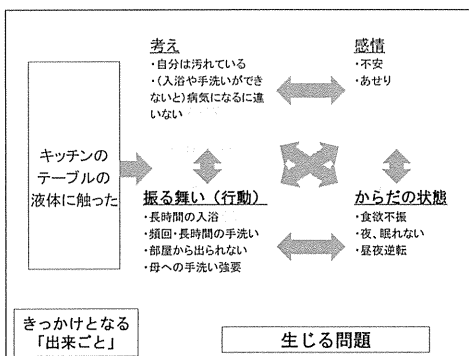 考え
・自分は汚れている
・（入浴や手洗いができ
ないと）病気になるに違
いない
感情
・不安
・あせり
キッチンの
テーブルの
液体に触った
振る舞い（行動）
・長時間の入浴
・頻回・長時間の手洗い
・部屋から出られない
・母への手洗い強要
からだの状態
・食欲不振
・夜、眠れない
・昼夜逆転
きっかけとなる
「出来ごと」
生じる問題